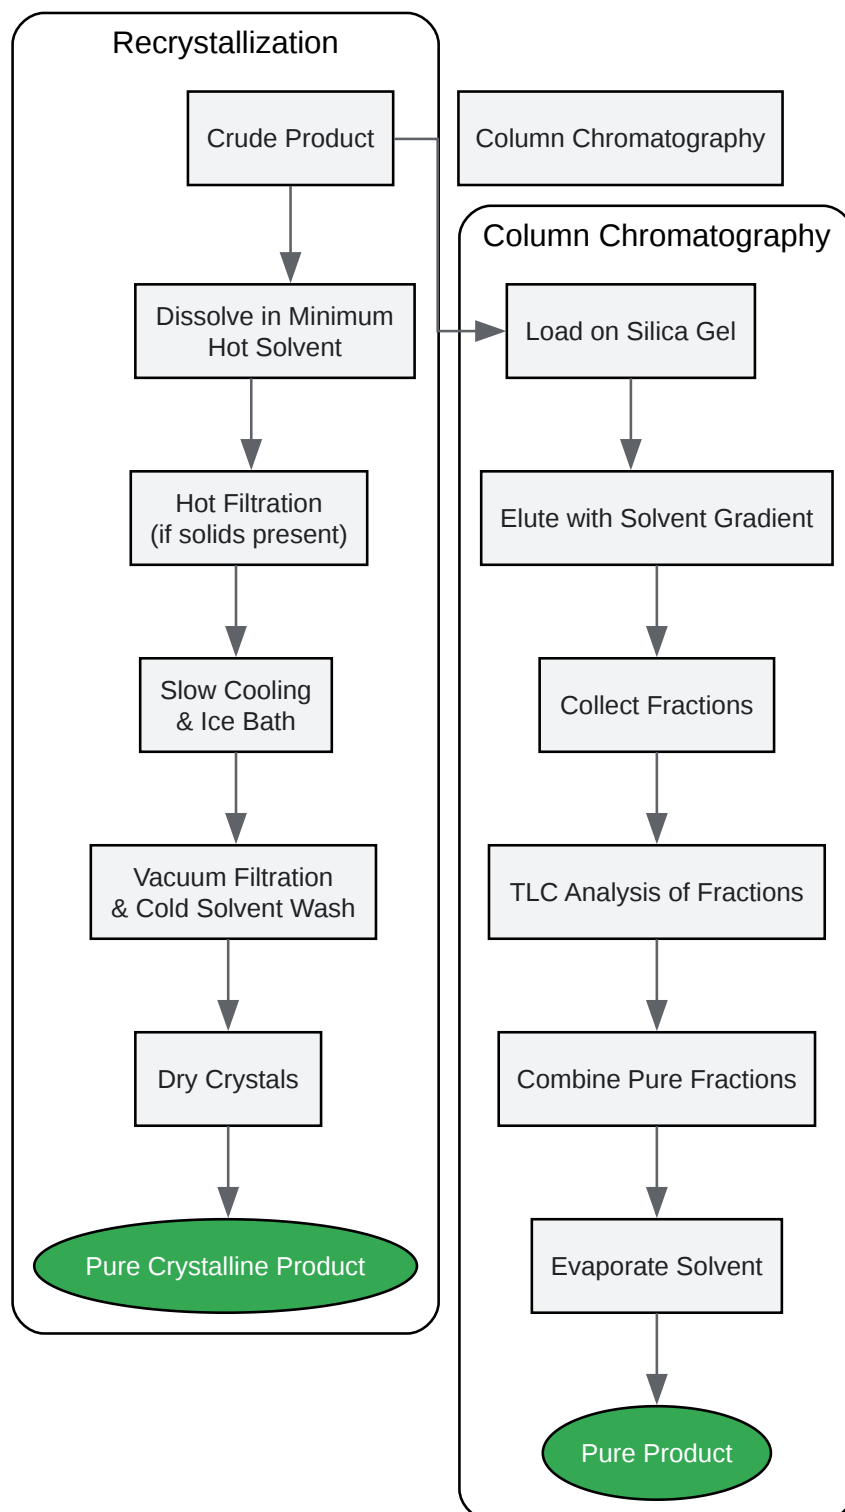 Recrystallization
Crude Product
Dissolve in Minimum
Hot Solvent
Hot Filtration
(if solids present)
Slow Cooling
& Ice Bath
Vacuum Filtration
& Cold Solvent Wash
Dry Crystals
Pure Crystalline Product
Column Chromatography
Column Chromatography
Load on Silica Gel
Elute with Solvent Gradient
Collect Fractions
TLC Analysis of Fractions
Combine Pure Fractions
Evaporate Solvent
Pure Product